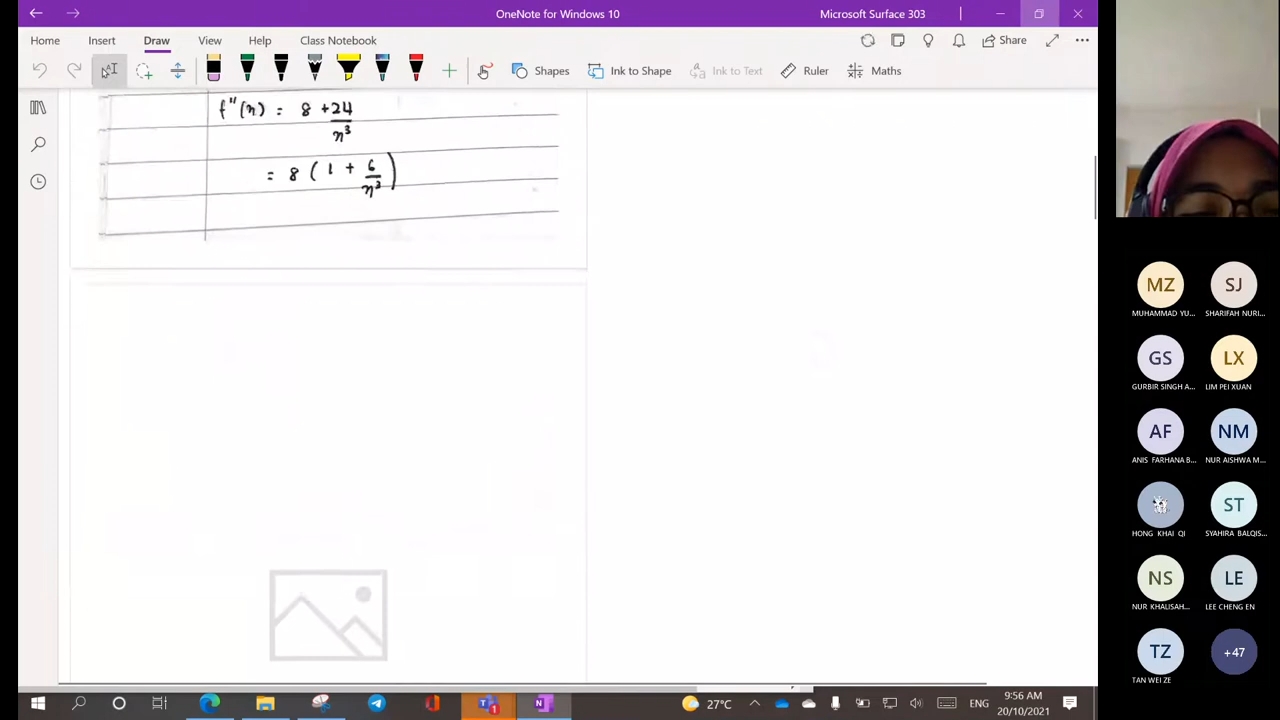 OneNote for Windows 10
Microsoft Surface 303
Home Insert Draw View Help Class Notebook
Share
Shapes Ink to Shape Ink to Text Ruler Maths
f"(x) = 8 + 24/x³
= 8 ( 1 + 6/x³ )
MZ SJ
MUHAMMAD YU... SHARIFAH NURI...
GS LX
GURBIR SINGH A... LIM PEI XUAN
AF NM
ANIS FARHANA B... NUR AISHWA M...
ST
HONG KHAI QI SYAHIRA BALQIS...
NS LE
NUR KHALISAH... LEE CHENG EN
TZ +47
TAN WEI ZE
27°C ENG 9:56 AM
20/10/2021